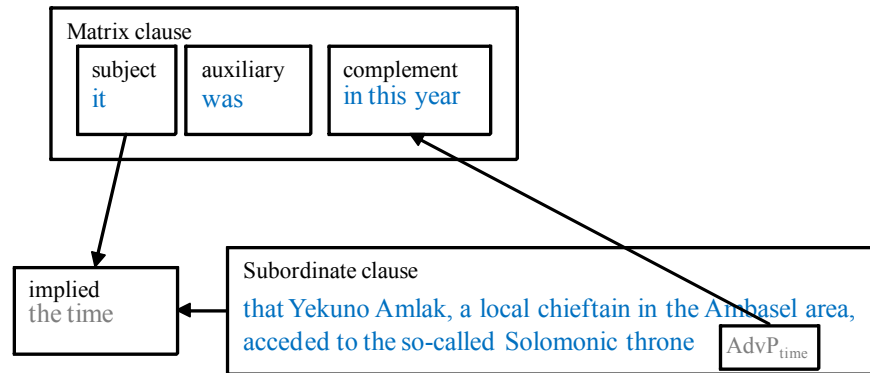 Matrix clause
subject
it
auxiliary
was
complement
in this year
implied
the time
Subordinate clause
that Yekuno Amlak, a local chieftain in the Ambasel area,
acceded to the so-called Solomonic throne
AdvPtime